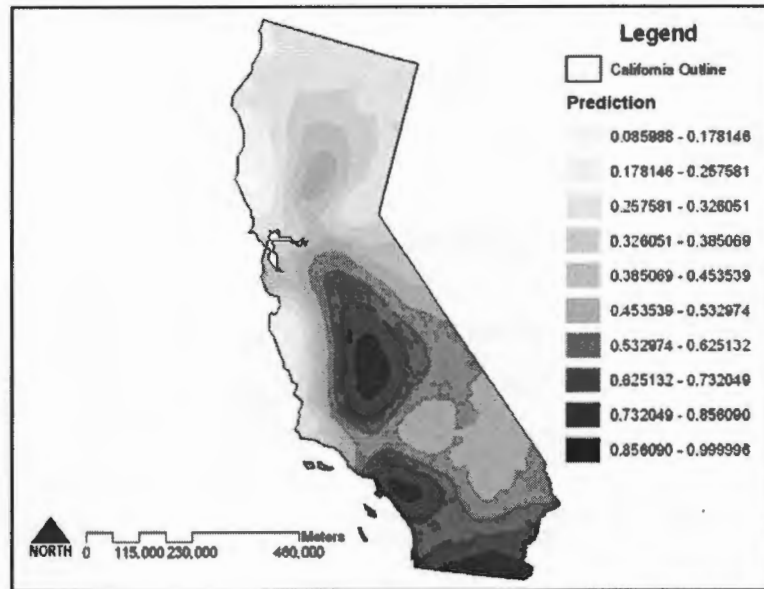 Legend
California Outline
Prediction
0.085988 - 0.178146
0.178146 - 0.257581
0.257581 - 0.326051
0.326051 - 0.385069
0.385069 - 0.453539
0.453539 - 0.532974
0.532974 - 0.625132
0.625132 - 0.732049
0.732049 - 0.856090
0.856090 - 0.999996
NORTH
Meters
0 115,000 230,000 460,000